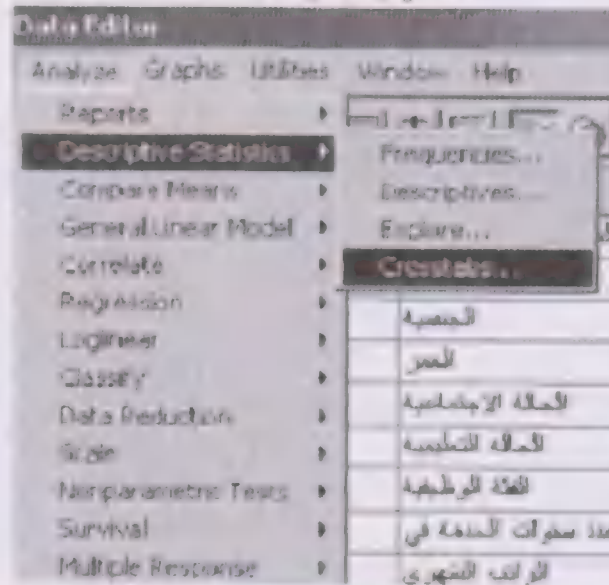 Data Editor
Analyze Graphs Utilities Window Help
Reports
Descriptive Statistics
Compare Means
General Linear Model
Correlate
Regression
Loglinear
Classify
Data Reduction
Scale
Nonparametric Tests
Survival
Multiple Response
Frequencies...
Descriptives...
Explore...
Crosstabs...
الجنسية
العمر
الحالة الاجتماعية
الحالة التعليمية
الفئة الوظيفية
سنوات الخدمة في
الراتب الشهري